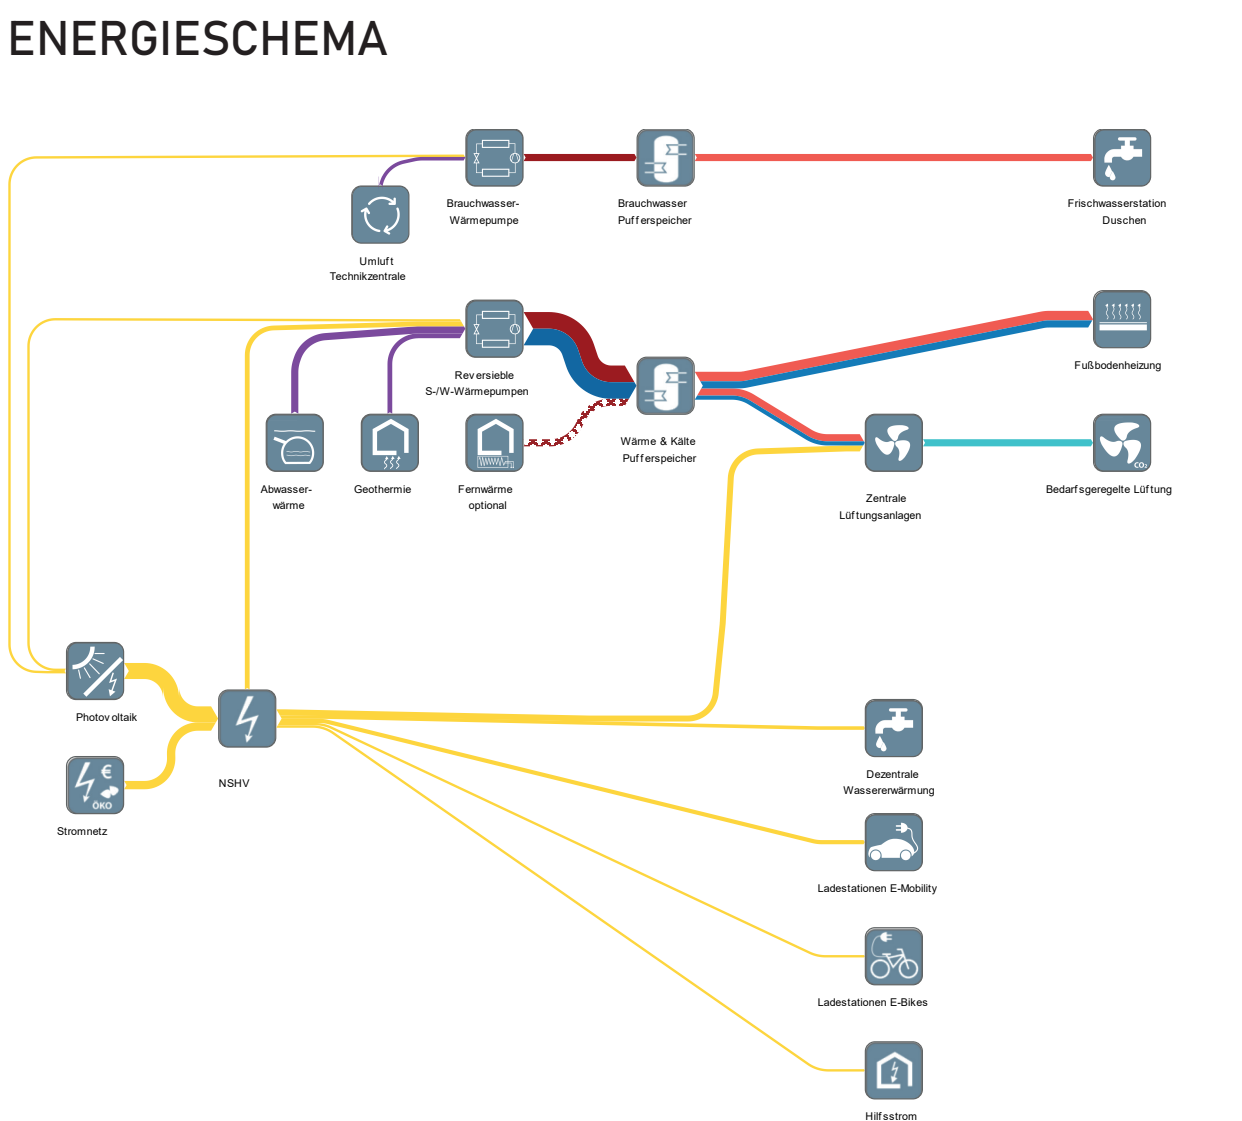 ENERGIESCHEMA
Brauchwasser-
Wärmepumpe
Brauchwasser
Pufferspeicher
Frischwasserstation
Duschen
Umluft
Technikzentrale
Reversieble
S-/W-Wärmepumpen
Fußbodenheizung
Wärme & Kälte
Pufferspeicher
CO₂
Abwasser-
wärme
Geothermie
Fernwärme
optional
Zentrale
Lüftungsanlagen
Bedarfsgeregelte Lüftung
Photovoltaik
NSHV
€
ÖKO
Stromnetz
Dezentrale
Wassererwärmung
Ladestationen E-Mobility
Ladestationen E-Bikes
Hilfsstrom